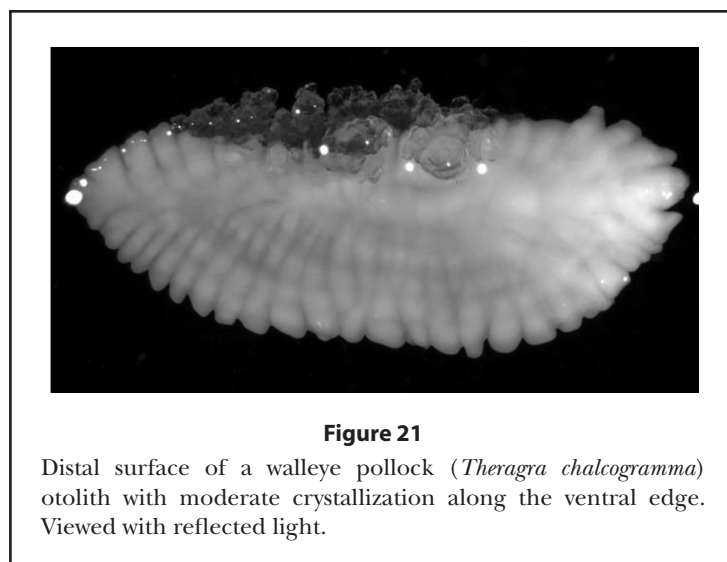 Figure 21
Distal surface of a walleye pollock (Theragra chalcogramma)
otolith with moderate crystallization along the ventral edge.
Viewed with reflected light.